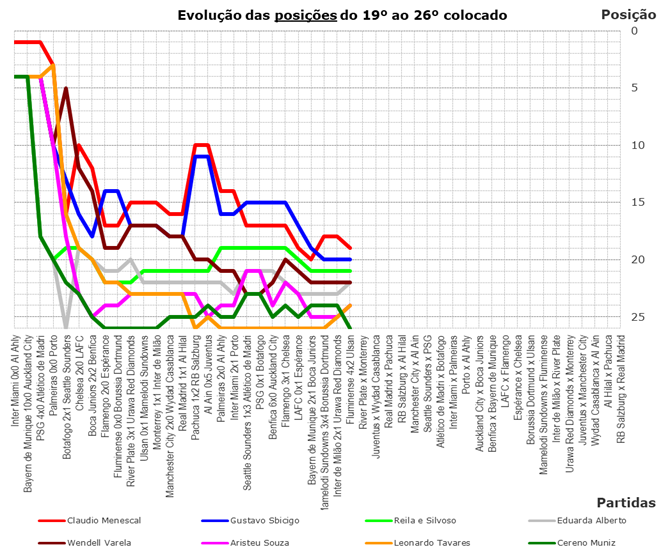 Evolução das posições do 19º ao 26º colocado
Posição
0
5
10
15
20
25
Inter Miami 0x0 Al Ahly
Bayern de Munique 10x0 Auckland City
PSG 4x0 Atlético de Madri
Palmeiras 0x0 Porto
Botafogo 2x1 Seattle Sounders
Chelsea 2x0 LAFC
Boca Juniors 2x2 Benfica
Flamengo 2x0 Espérance
Fluminense 0x0 Borussia Dortmund
River Plate 3x1 Urawa Red Diamonds
Ulsan 0x1 Mamelodi Sundowns
Monterrey 1x1 Inter de Milão
Manchester City 2x0 Wydad Casablanca
Real Madrid 1x1 Al Hilal
Pachuca 1x2 RB Salzburg
Al Ain 0x5 Juventus
Palmeiras 2x0 Al Ahly
Inter Miami 2x1 Porto
Seattle Sounders 1x3 Atlético de Madri
PSG 0x1 Botafogo
Benfica 6x0 Auckland City
Flamengo 3x1 Chelsea
LAFC 0x1 Espérance
Bayern de Munique 2x1 Boca Juniors
Mamelodi Sundowns 3x4 Borussia Dortmund
Inter de Milão 2x1 Urawa Red Diamonds
Fluminense 4x2 Ulsan
River Plate x Monterrey
Juventus x Wydad Casablanca
Real Madrid x Pachuca
RB Salzburg x Al Hilal
Manchester City x Al Ain
Seattle Sounders x PSG
Atlético de Madri x Botafogo
Inter Miami x Palmeiras
Porto x Al Ahly
Auckland City x Boca Juniors
Benfica x Bayern de Munique
LAFC x Flamengo
Espérance x Chelsea
Borussia Dortmund x Ulsan
Mamelodi Sundowns x Fluminense
Inter de Milão x River Plate
Urawa Red Diamonds x Monterrey
Juventus x Manchester City
Wydad Casablanca x Al Ain
Al Hilal x Pachuca
RB Salzburg x Real Madrid
Partidas
Claudio Menescal
Gustavo Sbicigo
Reila e Silvoso
Eduarda Alberto
Wendell Varela
Aristeu Souza
Leonardo Tavares
Cereno Muniz